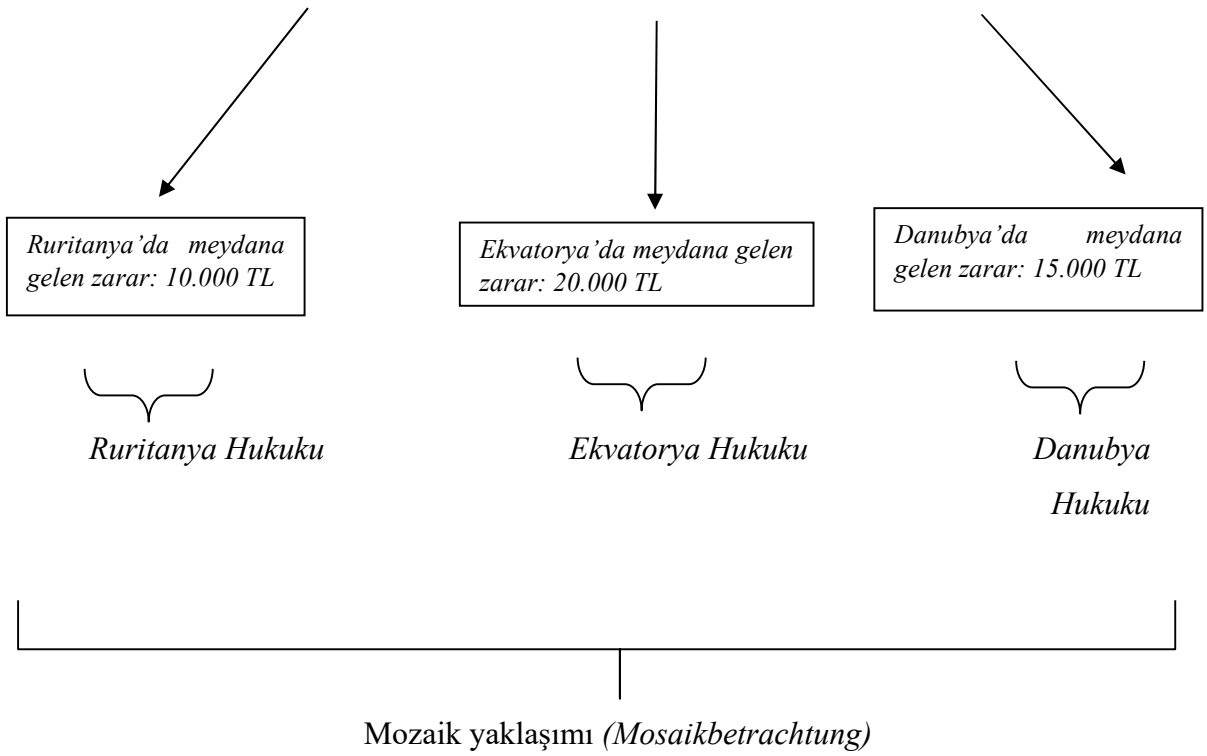 Ruritanya’da meydana
gelen zarar: 10.000 TL
Ekvatorya’da meydana gelen
zarar: 20.000 TL
Danubya’da meydana
gelen zarar: 15.000 TL
Ruritanya Hukuku
Ekvatorya Hukuku
Danubya
Hukuku
Mozaik yaklaşımı (Mosaikbetrachtung)